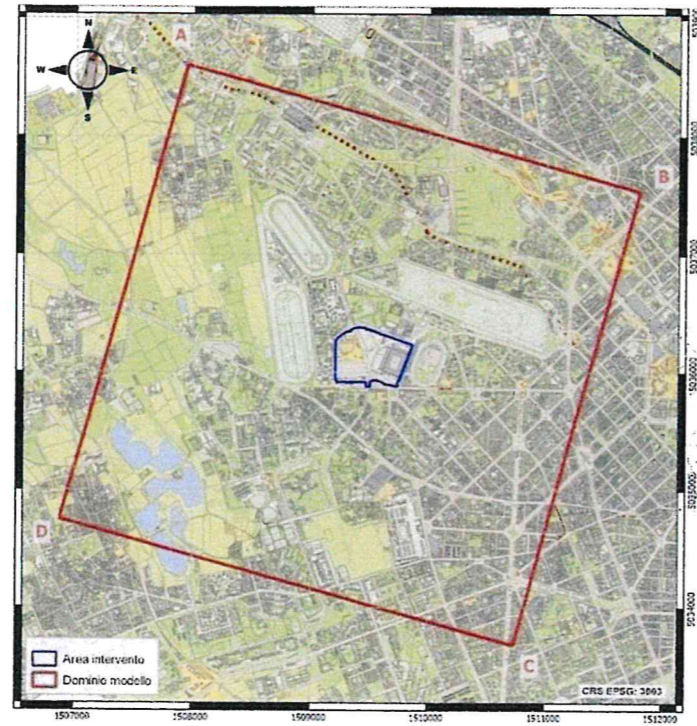 N
W E
S
A
B
D
C
5038000
5037000
5036000
5035000
5034000
Area intervento
Dominio modello
CRS EPSG: 3003
1507000 1508000 1509000 1510000 1511000 1512000